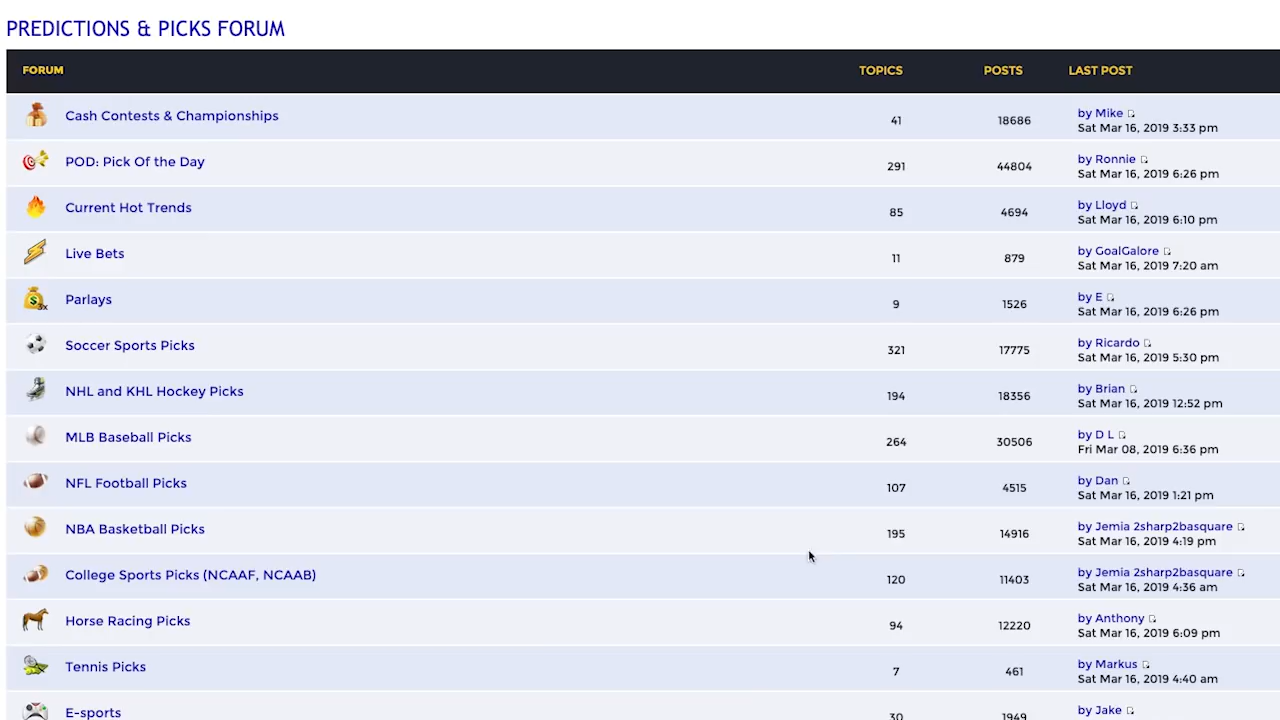 PREDICTIONS & PICKS FORUM
FORUM TOPICS POSTS LAST POST
Cash Contests & Championships 41 18686 by Mike
Sat Mar 16, 2019 3:33 pm
POD: Pick Of the Day 291 44804 by Ronnie
Sat Mar 16, 2019 6:26 pm
Current Hot Trends 85 4694 by Lloyd
Sat Mar 16, 2019 6:10 pm
Live Bets 11 879 by GoalGalore
Sat Mar 16, 2019 7:20 am
Parlays 9 1526 by E
Sat Mar 16, 2019 6:26 pm
Soccer Sports Picks 321 17775 by Ricardo
Sat Mar 16, 2019 5:30 pm
NHL and KHL Hockey Picks 194 18356 by Brian
Sat Mar 16, 2019 12:52 pm
MLB Baseball Picks 264 30506 by D L
Fri Mar 08, 2019 6:36 pm
NFL Football Picks 107 4515 by Dan
Sat Mar 16, 2019 1:21 pm
NBA Basketball Picks 195 14916 by Jemia 2sharp2basquare
Sat Mar 16, 2019 4:19 pm
College Sports Picks (NCAAF, NCAAB) 120 11403 by Jemia 2sharp2basquare
Sat Mar 16, 2019 4:36 am
Horse Racing Picks 94 12220 by Anthony
Sat Mar 16, 2019 6:09 pm
Tennis Picks 7 461 by Markus
Sat Mar 16, 2019 4:40 am
E-sports 30 1949 by Jake